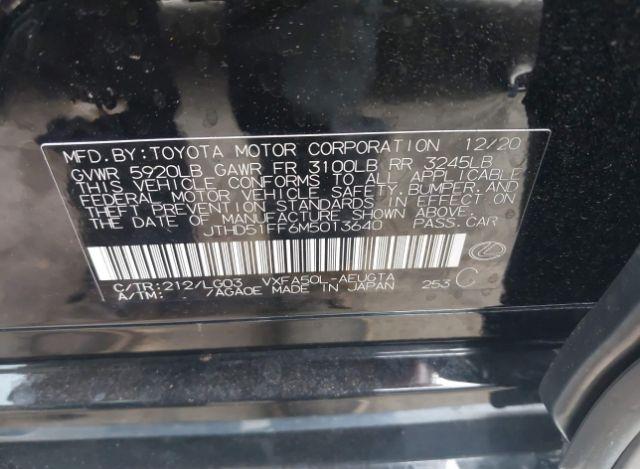 MFD.BY:TOYOTA MOTOR CORPORATION 12/20
GVWR 5920LB GAWR FR 3100LB RR 3245LB
THIS VEHICLE CONFORMS TO ALL APPLICABLE
FEDERAL MOTOR VEHICLE SAFETY,BUMPER,AND
THEFT PREVENTION STANDARDS IN EFFECT ON
THE DATE OF MANUFACTURE SHOWN ABOVE.
JTHD51FF6M5013640 PASS.CAR
C/TR:212/LG03 VXFA50L-AEUGTA
A/TM: -/AGA0E MADE IN JAPAN 253 C